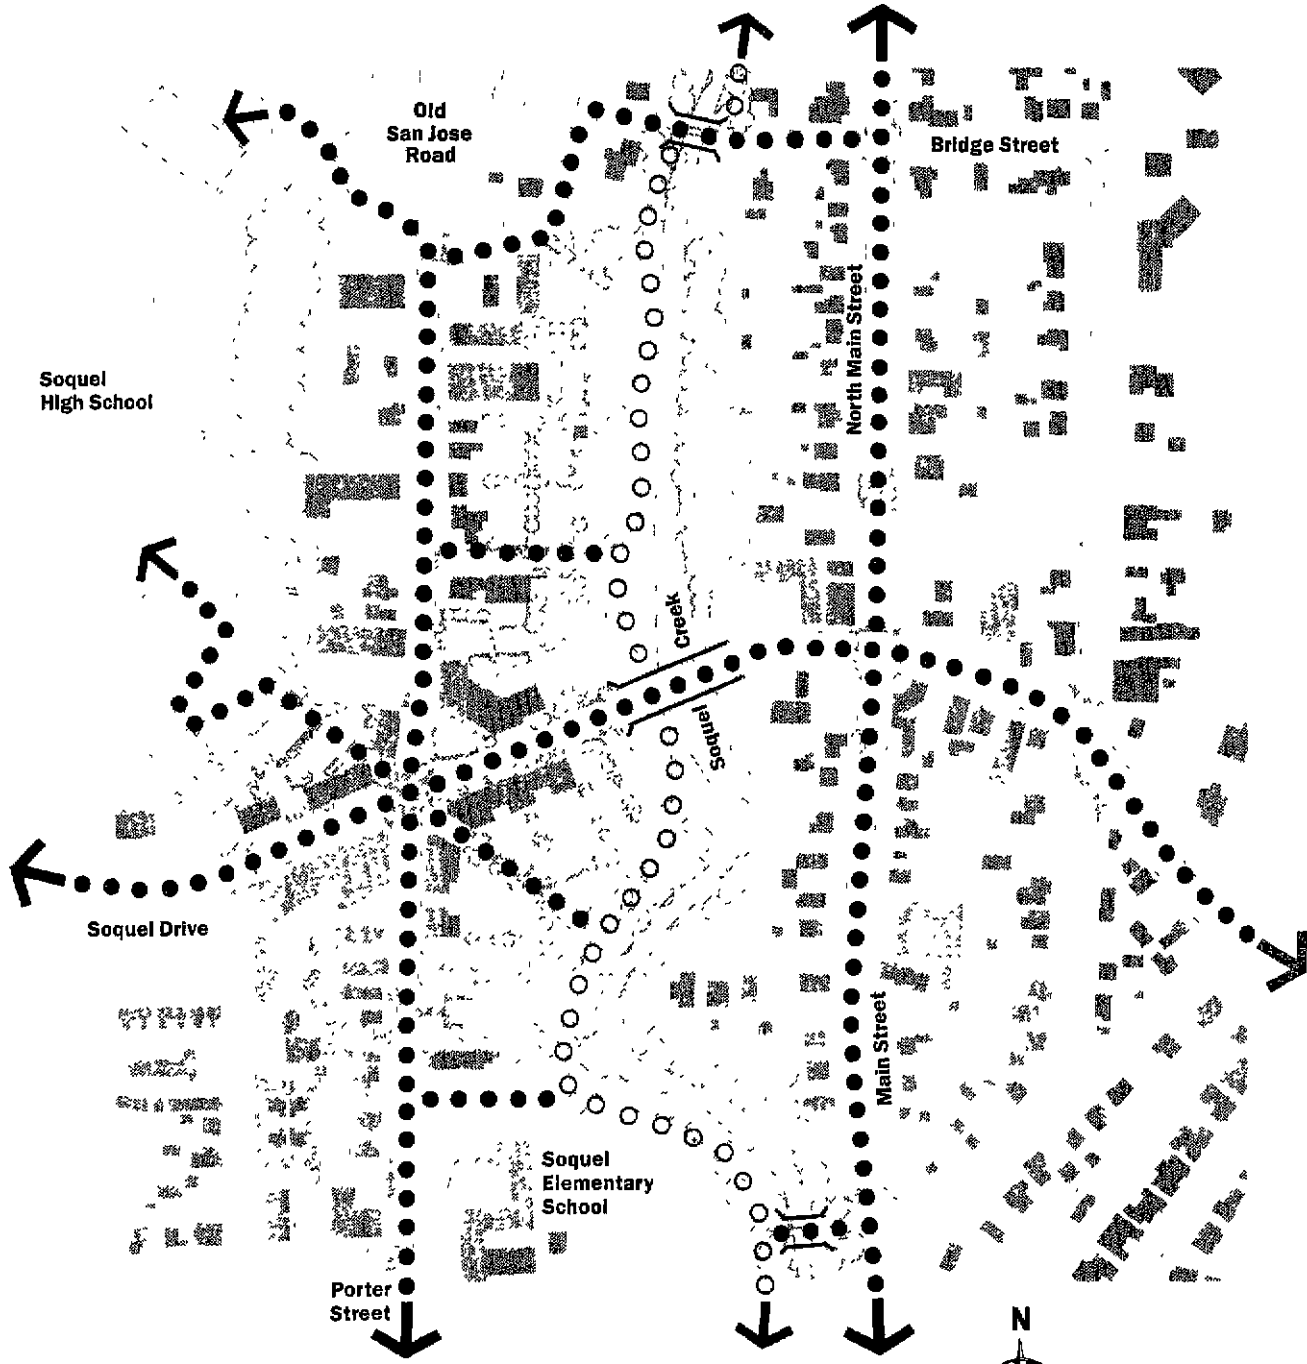 Old
San Jose
Road
Bridge Street
North Main Street
Soquel
High School
Creek
Soquel
Soquel Drive
Main Street
Soquel
Elementary
School
Porter
Street
N